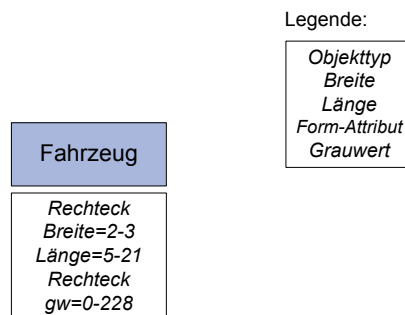 Legende:
Objekttyp
Breite
Länge
Form-Attribut
Grauwert
Fahrzeug
Rechteck
Breite=2-3
Länge=5-21
Rechteck
gw=0-228